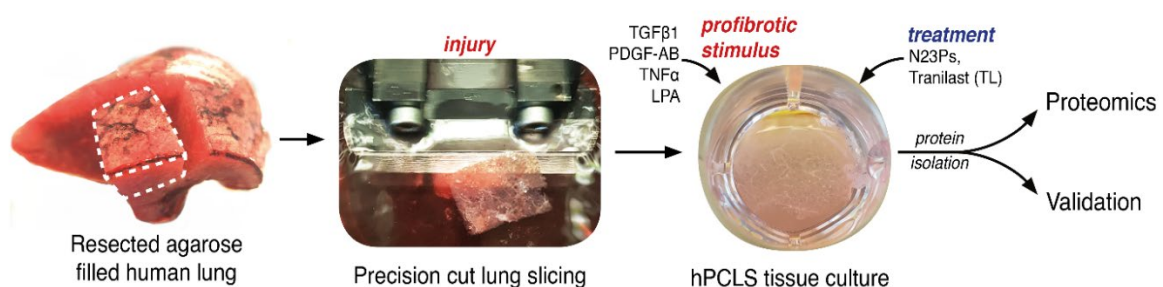 Resected agarose
filled human lung
injury
Precision cut lung slicing
TGFβ1
PDGF-AB
TNFα
LPA
profibrotic
stimulus
hPCLS tissue culture
treatment
N23Ps,
Tranilast (TL)
protein
isolation
Proteomics
Validation